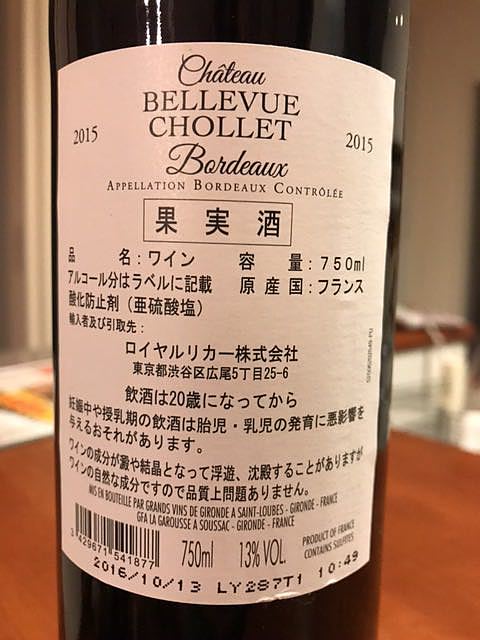 Château
BELLEVUE
CHOLLET
2015 2015
Bordeaux
APPELLATION BORDEAUX CONTRÔLÉE
果実酒
品名:ワイン 容量:750ml
アルコール分はラベルに記載 原産国:フランス
酸化防止剤(亜硫酸塩)
輸入者及び引取先:
ロイヤルリカー株式会社
東京都渋谷区広尾5丁目25-6
飲酒は20歳になってから
妊娠中や授乳期の飲酒は胎児・乳児の発育に悪影響を
与えるおそれがあります。
ワインの成分が澱や結晶となって浮遊、沈殿することがありますが
ワインの自然な成分ですので品質上問題ありません。
MIS EN BOUTEILLE PAR GRANDS VINS DE GIRONDE A SAINT-LOUBES - GIRONDE - FRANCE
GFA LA GAROUSSE A SOUSSAC - GIRONDE - FRANCE
3 429671 541877
750ml 13% VOL.
PRODUCT OF FRANCE
CONTAINS SULFITES
2016/10/13 LY287T1 10:49